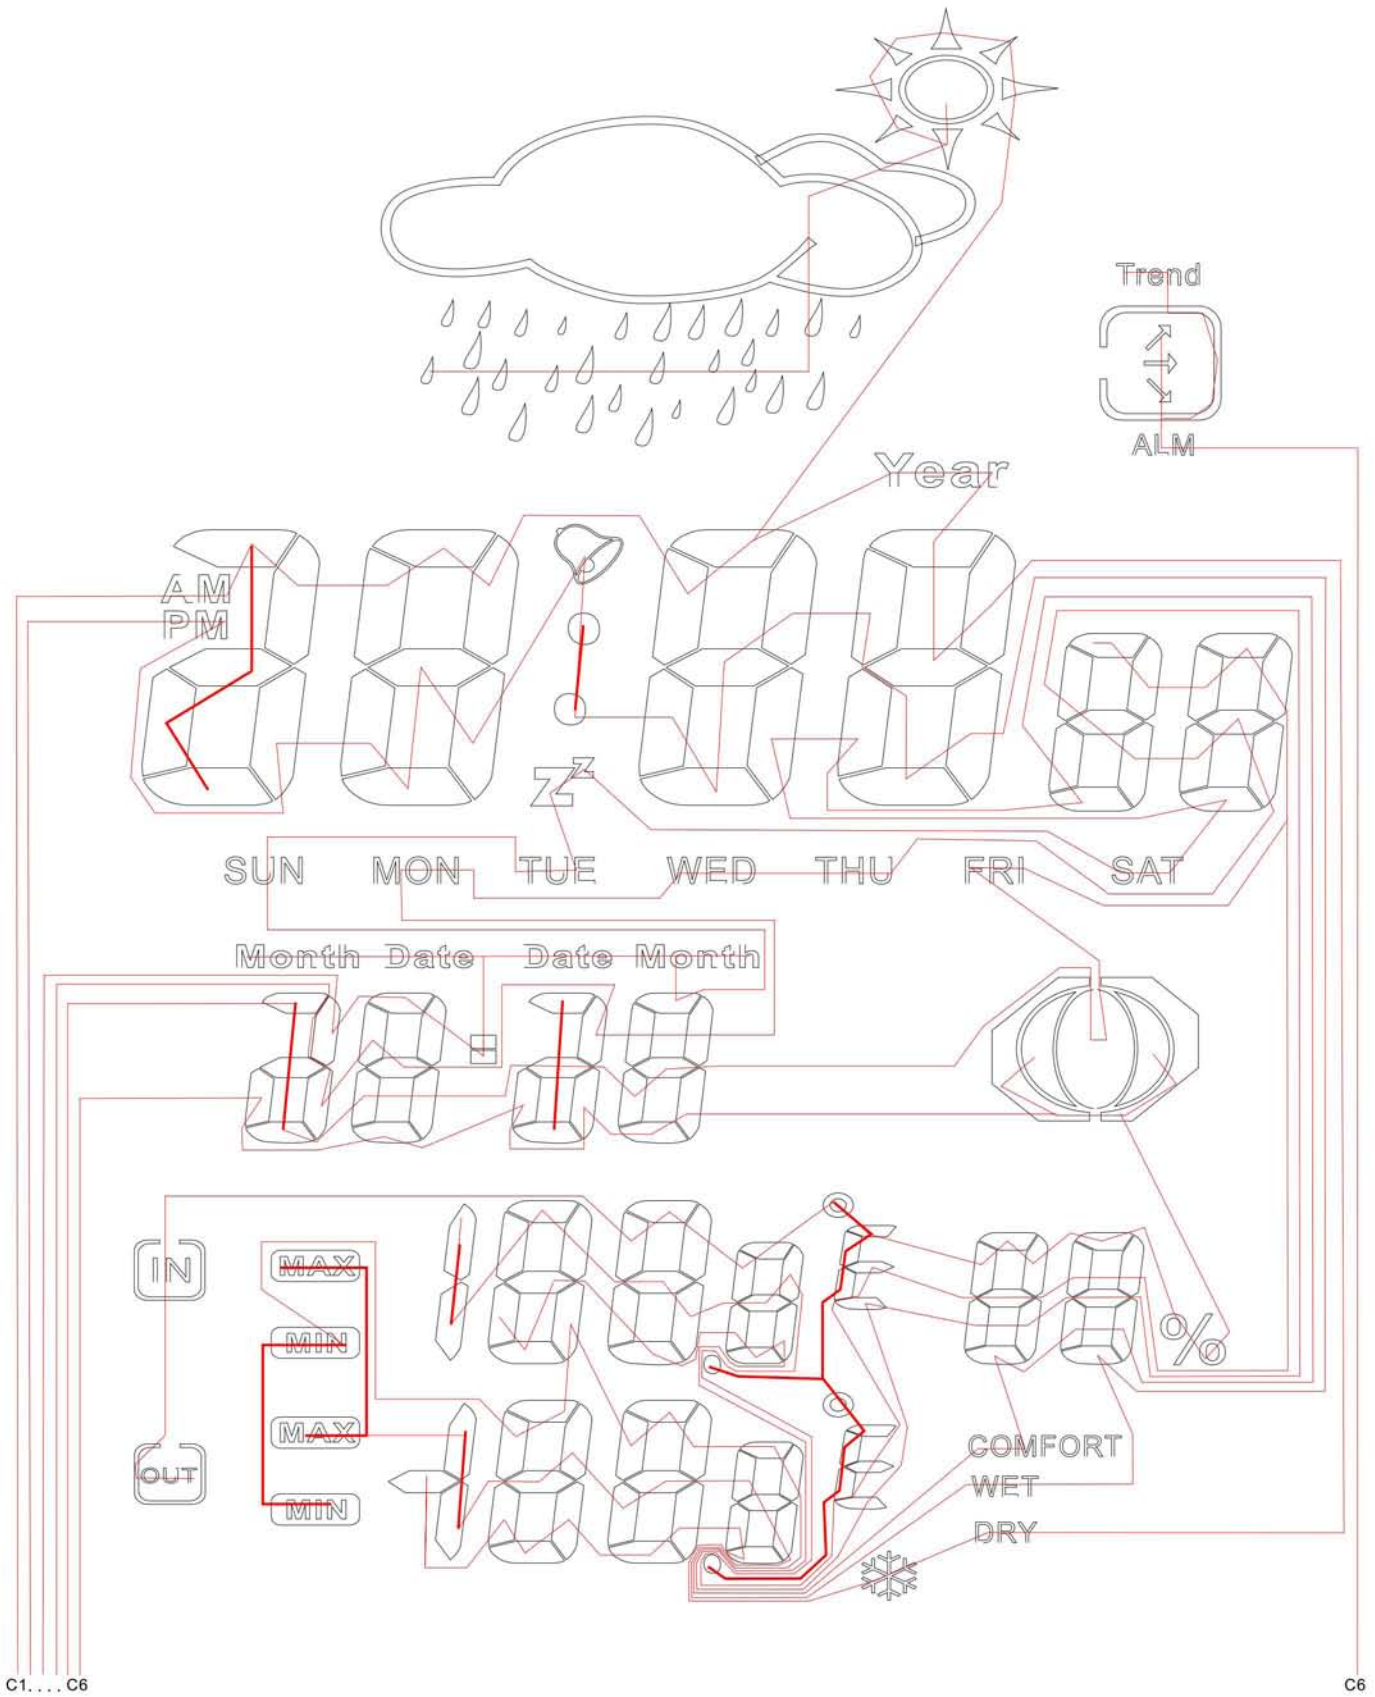 Trend
ALM
Year
AM
PM
zz
SUN MON TUE WED THU FRI SAT
Month Date Date Month
IN
MAX
MIN
MAX
OUT
MIN
%
COMFORT
WET
DRY
C1.... C6
C6